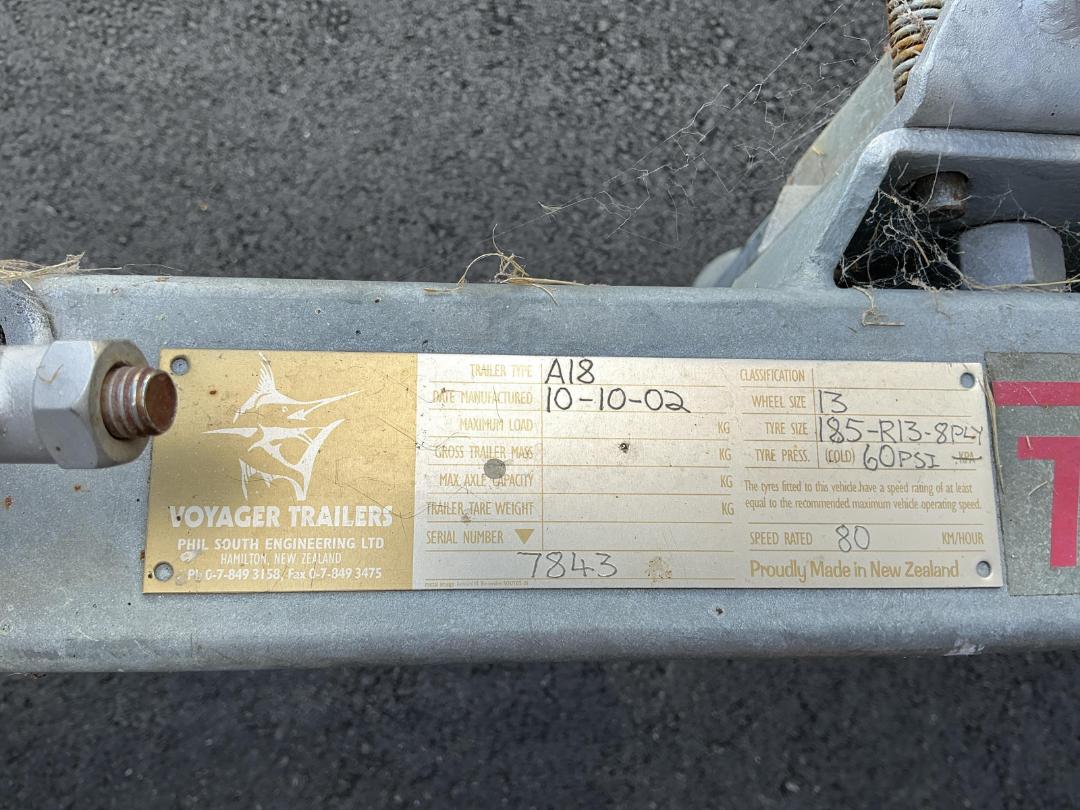 VOYAGER TRAILERS
PHIL SOUTH ENGINEERING LTD
HAMILTON, NEW ZEALAND
Ph 0-7-849 3158, Fax 0-7-849 3475
TRAILER TYPE A18
DATE MANUFACTURED 10-10-02
MAXIMUM LOAD KG
GROSS TRAILER MASS KG
MAX AXLE CAPACITY KG
TRAILER TARE WEIGHT KG
SERIAL NUMBER ▼
7843
CLASSIFICATION
WHEEL SIZE 13
TYRE SIZE 185-R13-8PLY
TYRE PRESS. (COLD) 60PSI KPA
The tyres fitted to this vehicle have a speed rating of at least
equal to the recommended maximum vehicle operating speed.
SPEED RATED 80 KM/HOUR
Proudly Made in New Zealand
T